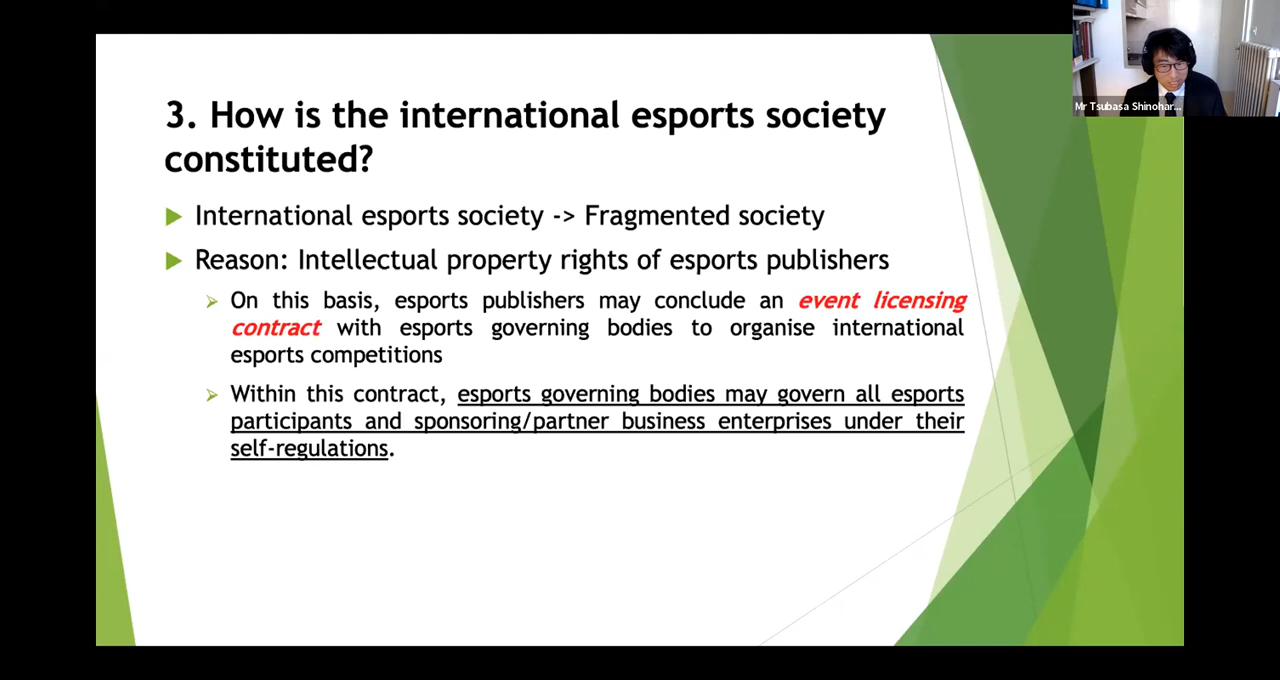 Mr Tsubasa Shinohar...
3. How is the international esports society
constituted?
International esports society -> Fragmented society
Reason: Intellectual property rights of esports publishers
On this basis, esports publishers may conclude an event licensing
contract with esports governing bodies to organise international
esports competitions
Within this contract, esports governing bodies may govern all esports
participants and sponsoring/partner business enterprises under their
self-regulations.